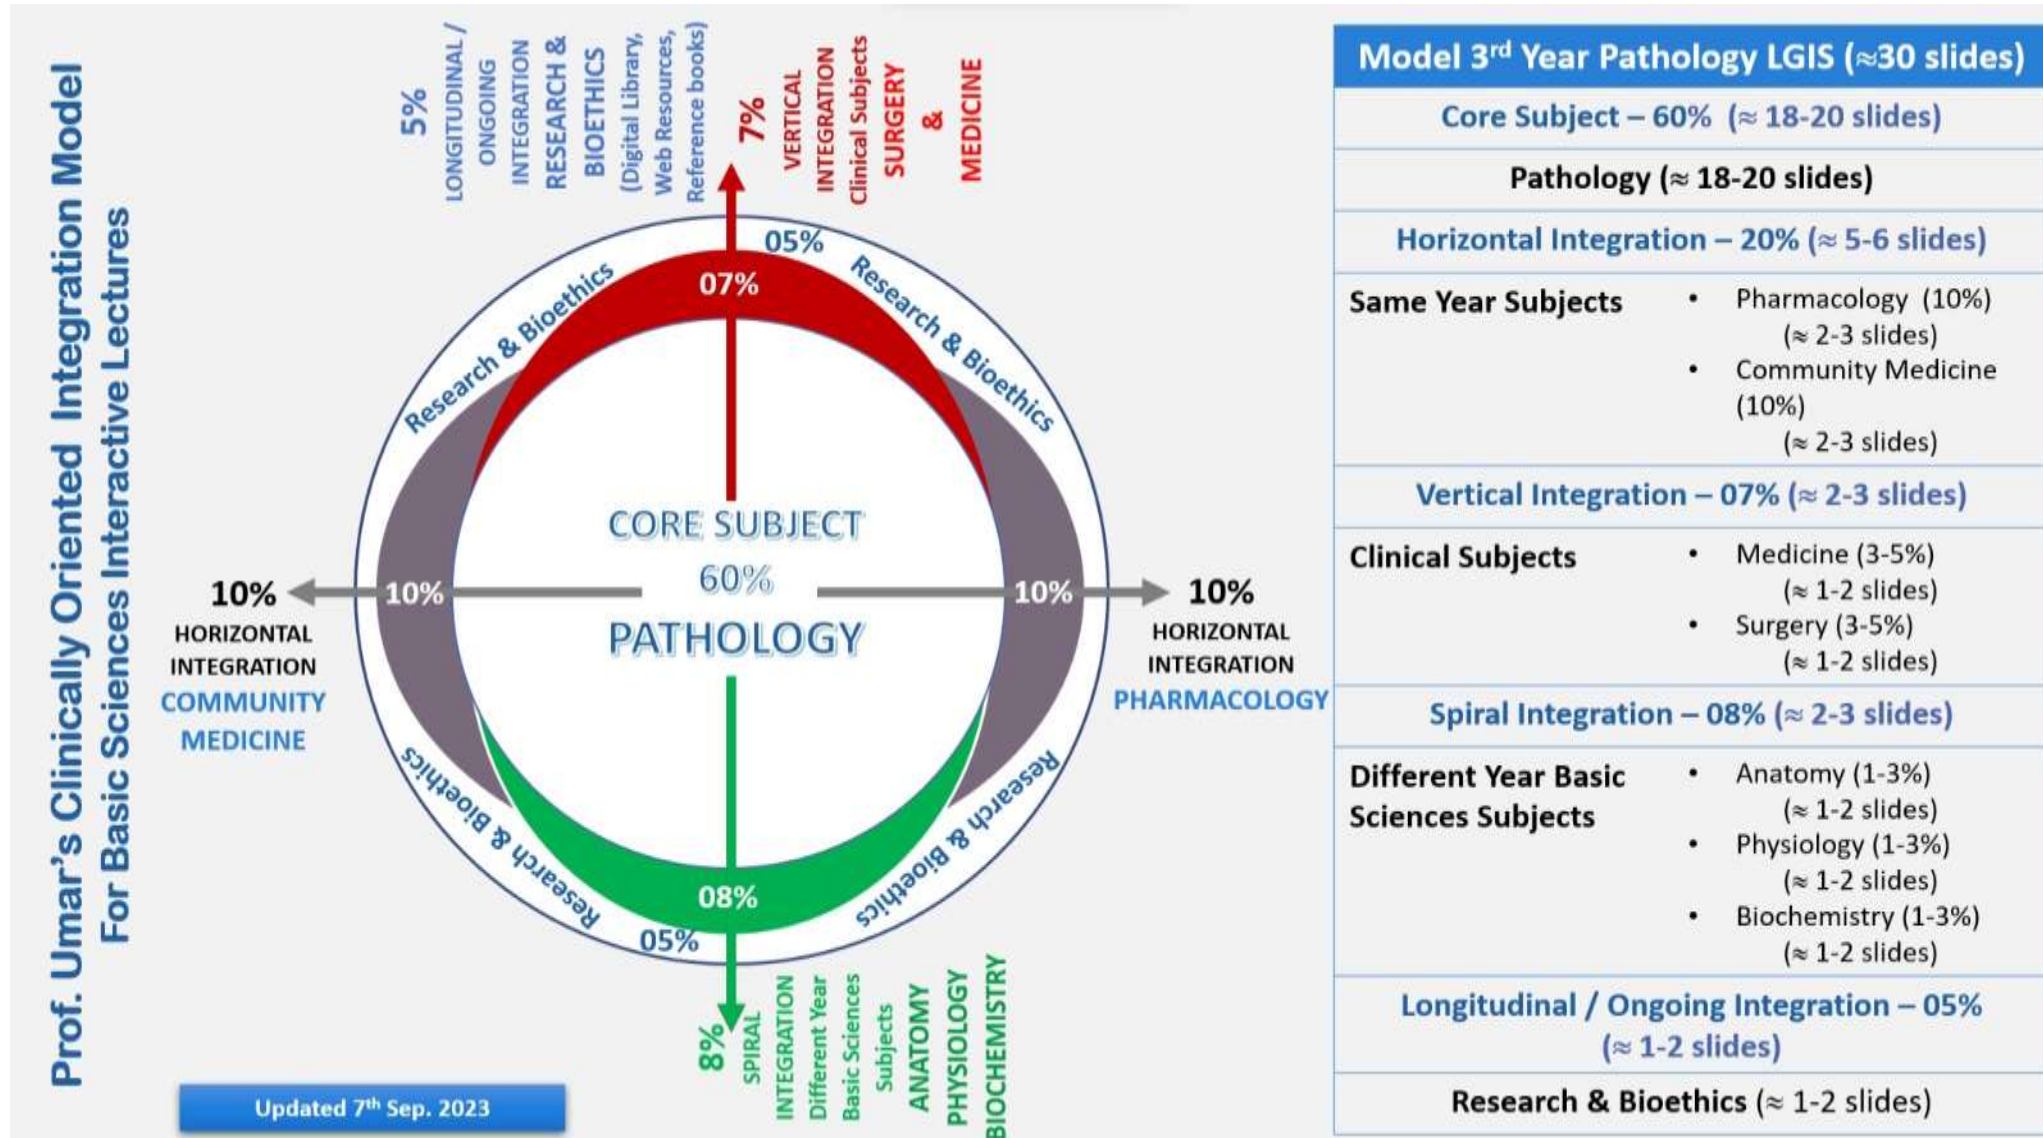 Prof. Umar's Clinically Oriented Integration Model
For Basic Sciences Interactive Lectures
5%
LONGITUDINAL /
ONGOING
INTEGRATION
RESEARCH &
BIOETHICS
(Digital Library,
Web Resources,
Reference books)
7%
VERTICAL
INTEGRATION
Clinical Subjects
SURGERY
&
MEDICINE
05%
07%
Research & Bioethics
Research & Bioethics
CORE SUBJECT
60%
PATHOLOGY
10%
HORIZONTAL
INTEGRATION
COMMUNITY
MEDICINE
10%
10%
10%
HORIZONTAL
INTEGRATION
PHARMACOLOGY
Research & Bioethics
Research & Bioethics
08%
05%
8%
SPIRAL
INTEGRATION
Different Year
Basic Sciences
Subjects
ANATOMY
PHYSIOLOGY
BIOCHEMISTRY
Updated 7th Sep. 2023
Model 3rd Year Pathology LGIS (≈30 slides)
Core Subject – 60% (≈ 18-20 slides)
Pathology (≈ 18-20 slides)
Horizontal Integration – 20% (≈ 5-6 slides)
Same Year Subjects
• Pharmacology (10%)
(≈ 2-3 slides)
• Community Medicine
(10%)
(≈ 2-3 slides)
Vertical Integration – 07% (≈ 2-3 slides)
Clinical Subjects
• Medicine (3-5%)
(≈ 1-2 slides)
• Surgery (3-5%)
(≈ 1-2 slides)
Spiral Integration – 08% (≈ 2-3 slides)
Different Year Basic
Sciences Subjects
• Anatomy (1-3%)
(≈ 1-2 slides)
• Physiology (1-3%)
(≈ 1-2 slides)
• Biochemistry (1-3%)
(≈ 1-2 slides)
Longitudinal / Ongoing Integration – 05%
(≈ 1-2 slides)
Research & Bioethics (≈ 1-2 slides)